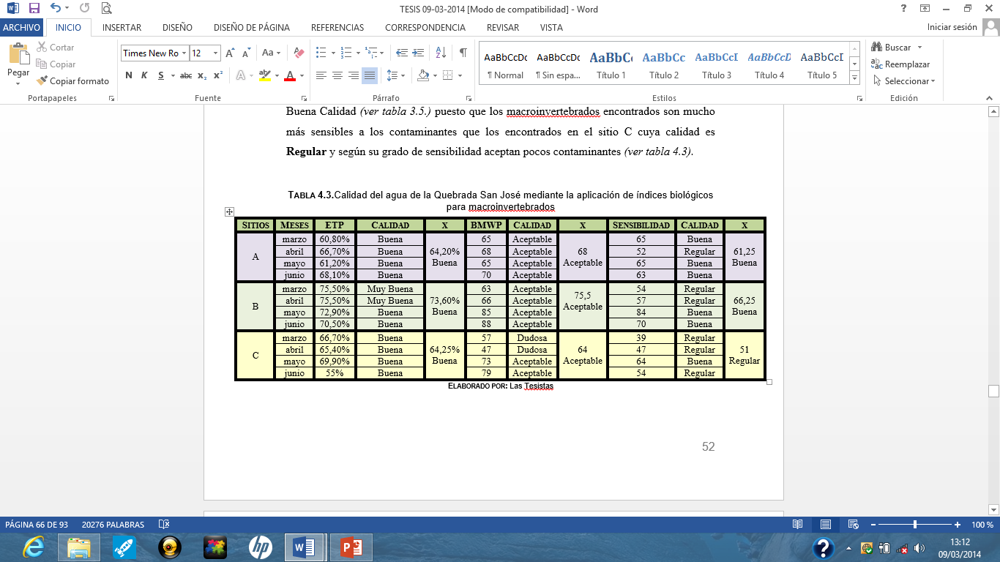 TESIS 09-03-2014 [Modo de compatibilidad] - Word
ARCHIVO INICIO INSERTAR DISEÑO DISEÑO DE PÁGINA REFERENCIAS CORRESPONDENCIA REVISAR VISTA Iniciar sesión
Pegar
Cortar
Copiar
Copiar formato
Portapapeles
Times New Ro 12
N K S abc x₂ x²
Fuente
Párrafo
AaBbCcDc AaBbCcDc AaBbC AaBbCc AaBbCcI AaBbCcD AaBbCcI
¶ Normal ¶ Sin espa... Título 1 Título 2 Título 3 Título 4 Título 5
Estilos
Buscar
Reemplazar
Seleccionar
Edición
Buena Calidad (ver tabla 3.5.) puesto que los macroinvertebrados encontrados son mucho
más sensibles a los contaminantes que los encontrados en el sitio C cuya calidad es
Regular y según su grado de sensibilidad aceptan pocos contaminantes (ver tabla 4.3).
TABLA 4.3.Calidad del agua de la Quebrada San José mediante la aplicación de índices biológicos
para macroinvertebrados
SITIOS MESES ETP CALIDAD X BMWP CALIDAD X SENSIBILIDAD CALIDAD X
A
marzo 60,80% Buena 65 Aceptable 65 Buena
abril 66,70% Buena 64,20% 68 Aceptable 68 52 Regular 61,25
mayo 61,20% Buena Buena 65 Aceptable Aceptable 65 Buena Buena
junio 68,10% Buena 70 Aceptable 63 Buena
B
marzo 75,50% Muy Buena 63 Aceptable 75,5 54 Regular
abril 75,50% Muy Buena 73,60% 66 Aceptable Aceptable 57 Regular 66,25
mayo 72,90% Buena Buena 85 Aceptable 84 Buena Buena
junio 70,50% Buena 88 Aceptable 70 Buena
C
marzo 66,70% Buena 57 Dudosa 39 Regular
abril 65,40% Buena 64,25% 47 Dudosa 64 47 Regular 51
mayo 69,90% Buena Buena 73 Aceptable Aceptable 64 Buena Regular
junio 55% Buena 79 Aceptable 54 Regular
ELABORADO POR: Las Tesistas
52
PÁGINA 66 DE 93 20276 PALABRAS 100 %
13:12
09/03/2014